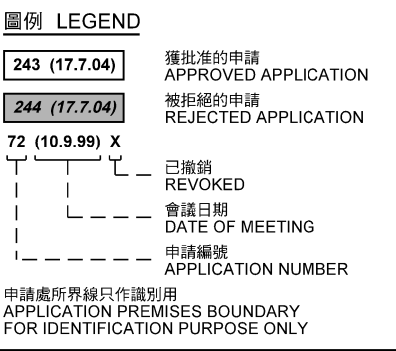 圖例 LEGEND
243 (17.7.04)
獲批准的申請
APPROVED APPLICATION
244 (17.7.04)
被拒絕的申請
REJECTED APPLICATION
72 (10.9.99) X
已撤銷
REVOKED
會議日期
DATE OF MEETING
申請編號
APPLICATION NUMBER
申請處所界線只作識別用
APPLICATION PREMISES BOUNDARY
FOR IDENTIFICATION PURPOSE ONLY